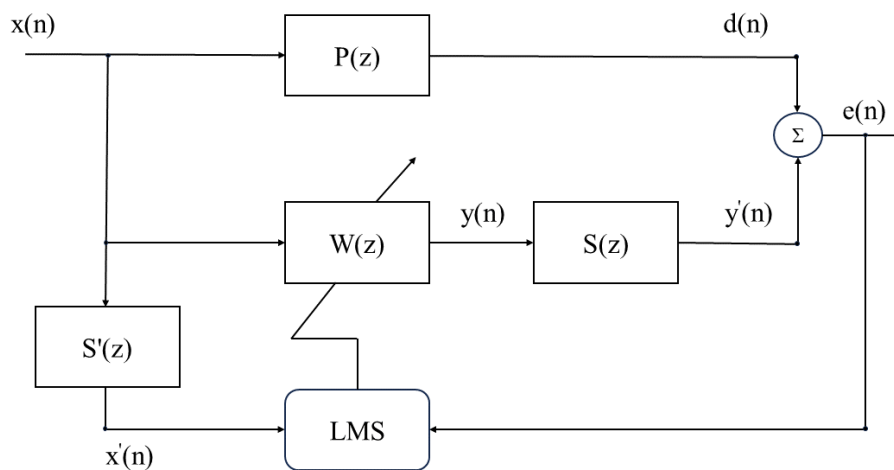 x(n)
d(n)
P(z)
e(n)
Σ
y(n)
y'(n)
W(z)
S(z)
S'(z)
LMS
x'(n)